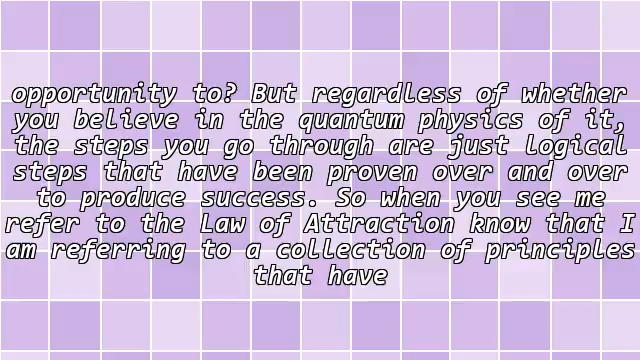 opportunity to? But regardless of whether
you believe in the quantum physics of it,
the steps you go through are just logical
steps that have been proven over and over
to produce success. So when you see me
refer to the Law of Attraction know that I
am referring to a collection of principles
that have